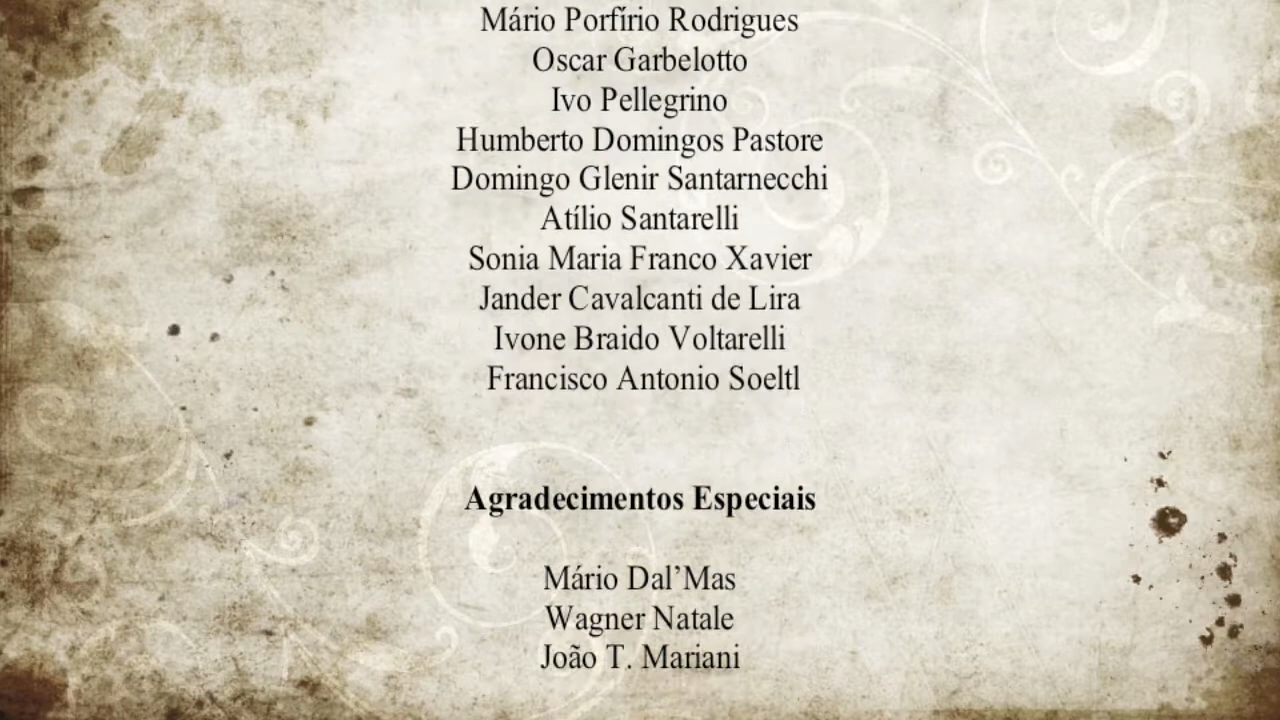 Mário Porfírio Rodrigues
Oscar Garbelotto
Ivo Pellegrino
Humberto Domingos Pastore
Domingo Glenir Santarnecchi
Atílio Santarelli
Sonia Maria Franco Xavier
Jander Cavalcanti de Lira
Ivone Braido Voltarelli
Francisco Antonio Soeltl
Agradecimentos Especiais
Mário Dal’Mas
Wagner Natale
João T. Mariani